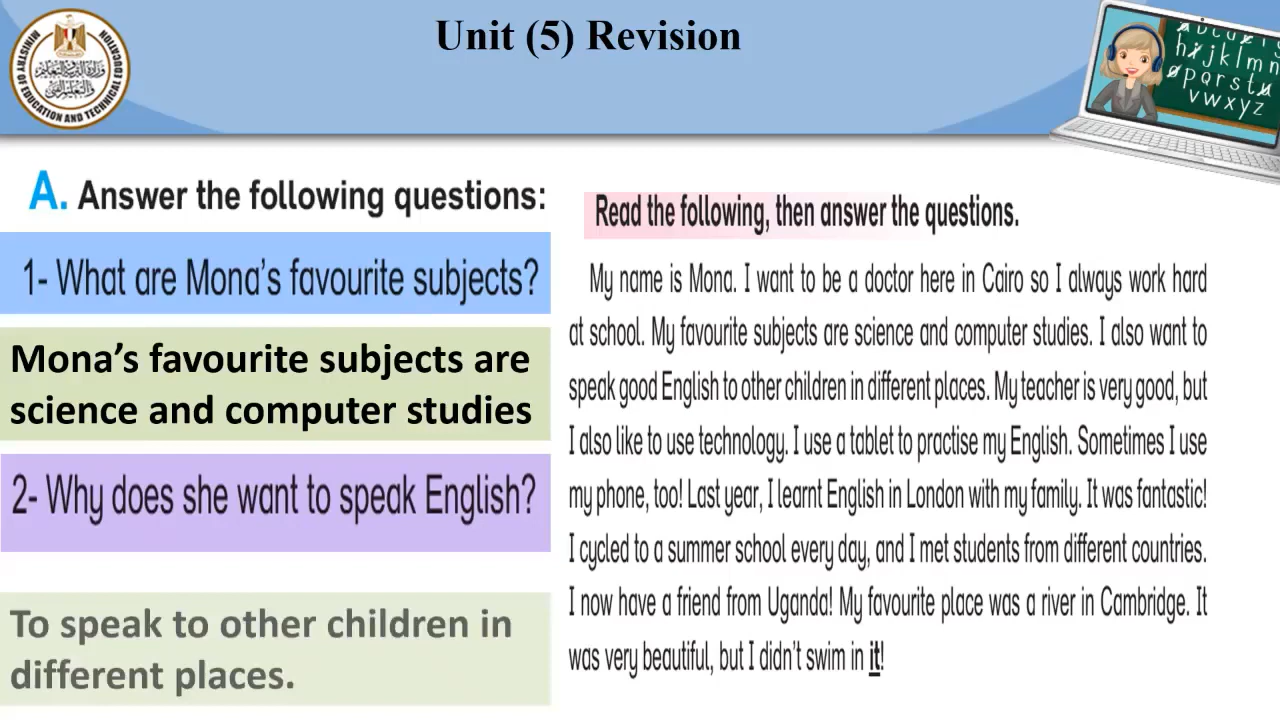 Unit (5) Revision
MINISTRY OF EDUCATION AND TECHNICAL EDUCATION
A. Answer the following questions:
1- What are Mona's favourite subjects?
Mona's favourite subjects are
science and computer studies
2- Why does she want to speak English?
To speak to other children in
different places.
Read the following, then answer the questions.
My name is Mona. I want to be a doctor here in Cairo so I always work hard
at school. My favourite subjects are science and computer studies. I also want to
speak good English to other children in different places. My teacher is very good, but
I also like to use technology. I use a tablet to practise my English. Sometimes I use
my phone, too! Last year, I learnt English in London with my family. It was fantastic!
I cycled to a summer school every day, and I met students from different countries.
I now have a friend from Uganda! My favourite place was a river in Cambridge. It
was very beautiful, but I didn't swim in it!